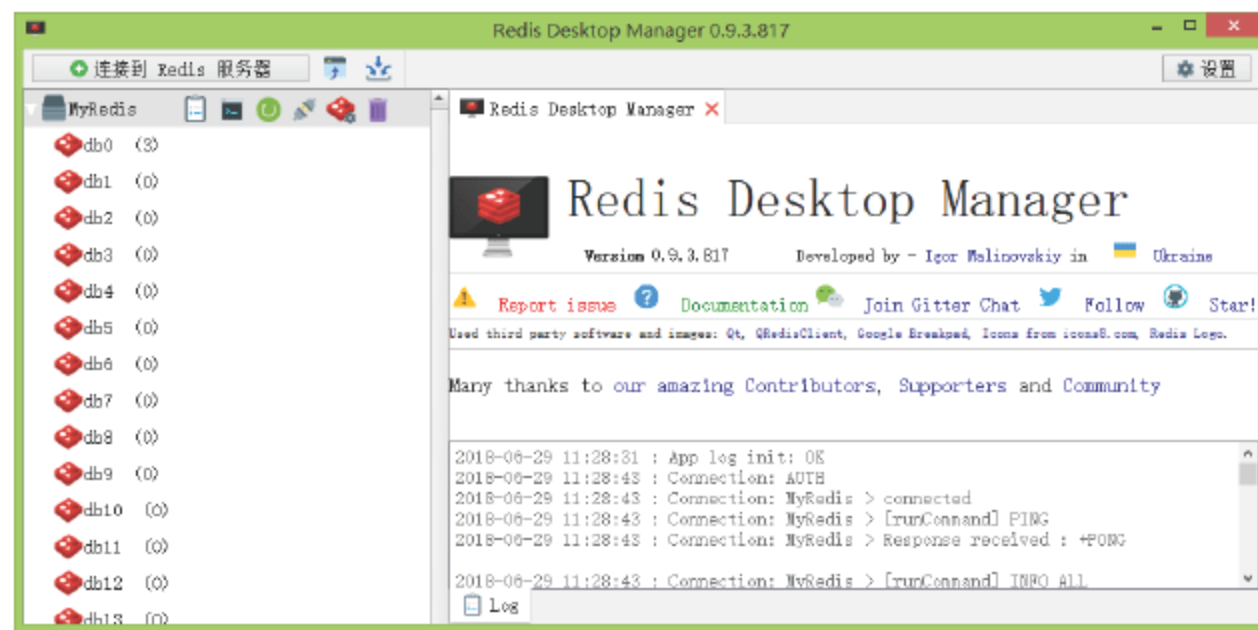 Redis Desktop Manager 0.9.3.817
连接到 Redis 服务器
设置
MyRedis
db0 (3)
db1 (0)
db2 (0)
db3 (0)
db4 (0)
db5 (0)
db6 (0)
db7 (0)
db8 (0)
db9 (0)
db10 (0)
db11 (0)
db12 (0)
db13 (0)
Redis Desktop Manager
Redis Desktop Manager
Version 0.9.3.817 Developed by - Igor Malinovskiy in Ukraine
Report issue Documentation Join Gitter Chat Follow Star!
Used third party software and images: Qt, QRedisClient, Google Breakpad, Icons from icons8.com, Redis Logo.
Many thanks to our amazing Contributors, Supporters and Community
2018-06-29 11:28:31 : App log init: OK
2018-06-29 11:28:43 : Connection: AUTH
2018-06-29 11:28:43 : Connection: MyRedis > connected
2018-06-29 11:28:43 : Connection: MyRedis > [runCommand] PING
2018-06-29 11:28:43 : Connection: MyRedis > Response received : +PONG
2018-06-29 11:28:43 : Connection: MyRedis > [runCommand] INFO ALL
Log